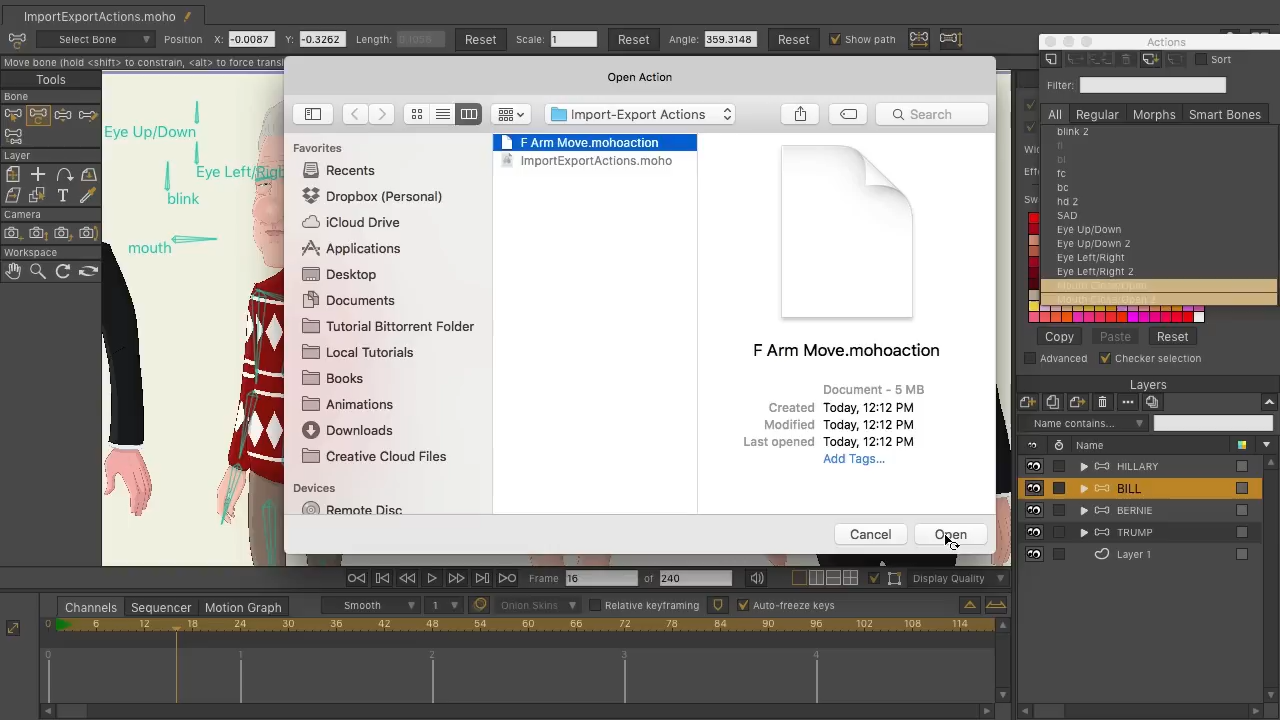 ImportExportActions.moho
Select Bone Position X: -0.0087 Y: -0.3262 Length: Reset Scale: 1 Reset Angle: 359.3148 Reset Show path
Move bone (hold <shift> to constrain, <alt> to force trans
Tools
Bone
Layer
Camera
Workspace
Eye Up/Down
Eye Left/Righ
blink
mouth
Open Action
Import-Export Actions
Search
Favorites
Recents
Dropbox (Personal)
iCloud Drive
Applications
Desktop
Documents
Tutorial Bittorrent Folder
Local Tutorials
Books
Animations
Downloads
Creative Cloud Files
Devices
Remote Disc
F Arm Move.mohoaction
ImportExportActions.moho
F Arm Move.mohoaction
Document - 5 MB
Created Today, 12:12 PM
Modified Today, 12:12 PM
Last opened Today, 12:12 PM
Add Tags...
Cancel
Open
Actions
Sort
Filter:
All Regular Morphs Smart Bones
blink 2
fl
bl
fc
bc
hd 2
SAD
Eye Up/Down
Eye Up/Down 2
Eye Left/Right
Eye Left/Right 2
Wi
Effe
Sw
Copy Paste Reset
Advanced Checker selection
Layers
Name contains...
Name
HILLARY
BILL
BERNIE
TRUMP
Layer 1
Frame 16 of 240 Display Quality
Channels Sequencer Motion Graph Smooth 1 Onion Skins Relative keyframing Auto-freeze keys
0 6 12 18 24 30 36 42 48 54 60 66 72 78 84 90 96 102 108 114
0 1 2 3 4